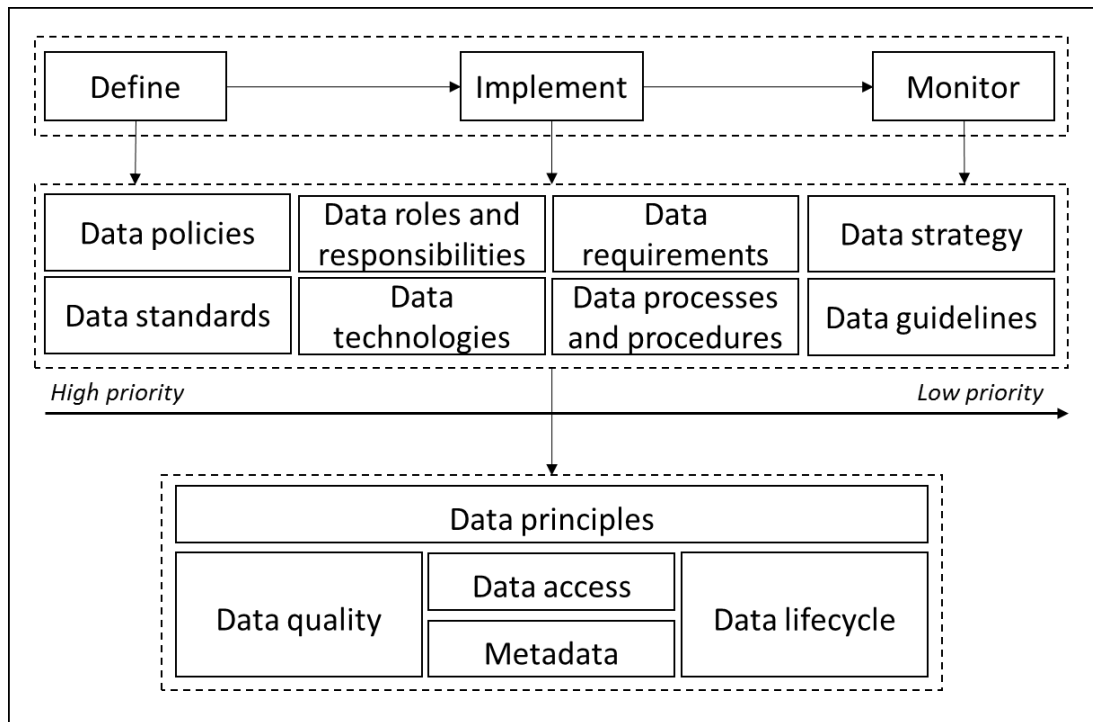 Define
Implement
Monitor
Data policies
Data roles and
responsibilities
Data
requirements
Data strategy
Data standards
Data
technologies
Data processes
and procedures
Data guidelines
High priority
Low priority
Data principles
Data quality
Data access
Metadata
Data lifecycle